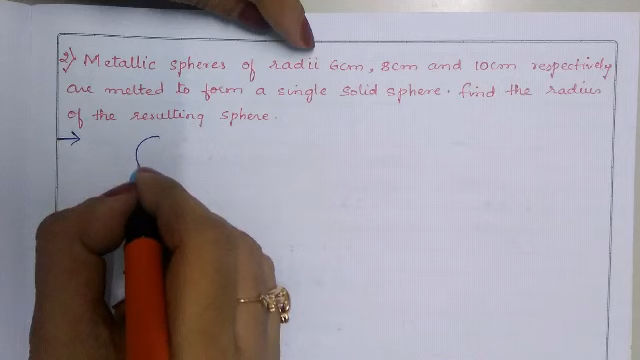 2) Metallic spheres of radii 6cm, 8cm and 10cm respectively
are melted to form a single solid sphere. find the radius
of the resulting sphere.